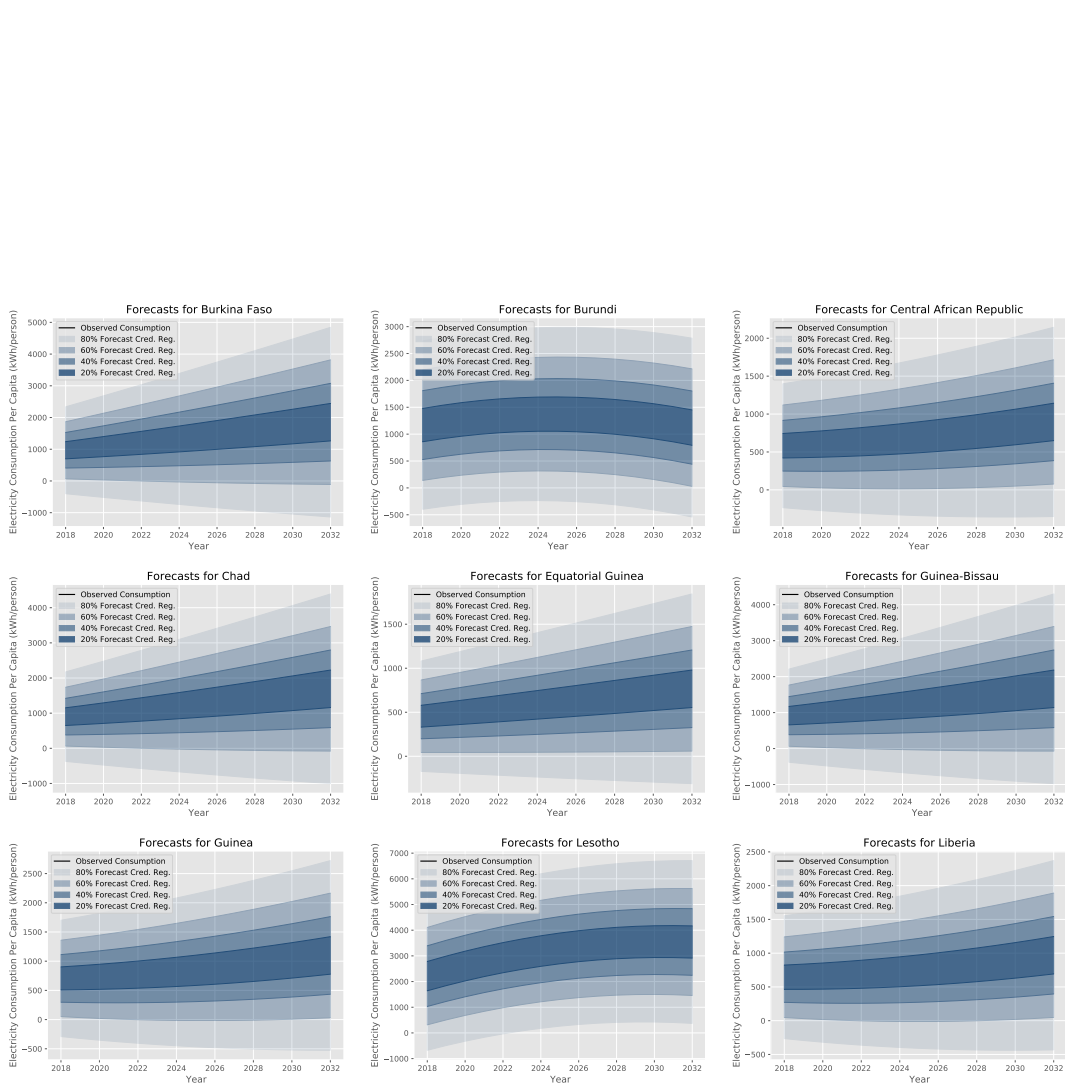 Forecasts for Burkina Faso
Electricity Consumption Per Capita (kWh/person)
5000
4000
3000
2000
1000
0
−1000
Observed Consumption
80% Forecast Cred. Reg.
60% Forecast Cred. Reg.
40% Forecast Cred. Reg.
20% Forecast Cred. Reg.
2018 2020 2022 2024 2026 2028 2030 2032
Year
Forecasts for Burundi
Electricity Consumption Per Capita (kWh/person)
3000
2500
2000
1500
1000
500
0
−500
Observed Consumption
80% Forecast Cred. Reg.
60% Forecast Cred. Reg.
40% Forecast Cred. Reg.
20% Forecast Cred. Reg.
2018 2020 2022 2024 2026 2028 2030 2032
Year
Forecasts for Central African Republic
Electricity Consumption Per Capita (kWh/person)
2000
1500
1000
500
0
Observed Consumption
80% Forecast Cred. Reg.
60% Forecast Cred. Reg.
40% Forecast Cred. Reg.
20% Forecast Cred. Reg.
2018 2020 2022 2024 2026 2028 2030 2032
Year
Forecasts for Chad
Electricity Consumption Per Capita (kWh/person)
4000
3000
2000
1000
0
−1000
Observed Consumption
80% Forecast Cred. Reg.
60% Forecast Cred. Reg.
40% Forecast Cred. Reg.
20% Forecast Cred. Reg.
2018 2020 2022 2024 2026 2028 2030 2032
Year
Forecasts for Equatorial Guinea
Electricity Consumption Per Capita (kWh/person)
1500
1000
500
0
Observed Consumption
80% Forecast Cred. Reg.
60% Forecast Cred. Reg.
40% Forecast Cred. Reg.
20% Forecast Cred. Reg.
2018 2020 2022 2024 2026 2028 2030 2032
Year
Forecasts for Guinea-Bissau
Electricity Consumption Per Capita (kWh/person)
4000
3000
2000
1000
0
−1000
Observed Consumption
80% Forecast Cred. Reg.
60% Forecast Cred. Reg.
40% Forecast Cred. Reg.
20% Forecast Cred. Reg.
2018 2020 2022 2024 2026 2028 2030 2032
Year
Forecasts for Guinea
Electricity Consumption Per Capita (kWh/person)
2500
2000
1500
1000
500
0
−500
Observed Consumption
80% Forecast Cred. Reg.
60% Forecast Cred. Reg.
40% Forecast Cred. Reg.
20% Forecast Cred. Reg.
2018 2020 2022 2024 2026 2028 2030 2032
Year
Forecasts for Lesotho
Electricity Consumption Per Capita (kWh/person)
7000
6000
5000
4000
3000
2000
1000
0
−1000
Observed Consumption
80% Forecast Cred. Reg.
60% Forecast Cred. Reg.
40% Forecast Cred. Reg.
20% Forecast Cred. Reg.
2018 2020 2022 2024 2026 2028 2030 2032
Year
Forecasts for Liberia
Electricity Consumption Per Capita (kWh/person)
2500
2000
1500
1000
500
0
−500
Observed Consumption
80% Forecast Cred. Reg.
60% Forecast Cred. Reg.
40% Forecast Cred. Reg.
20% Forecast Cred. Reg.
2018 2020 2022 2024 2026 2028 2030 2032
Year